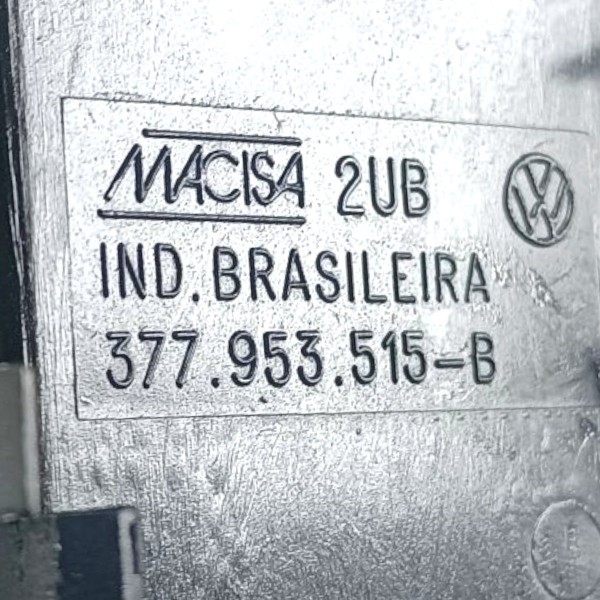 MACISA 2UB
IND. BRASILEIRA
377.953.515-B